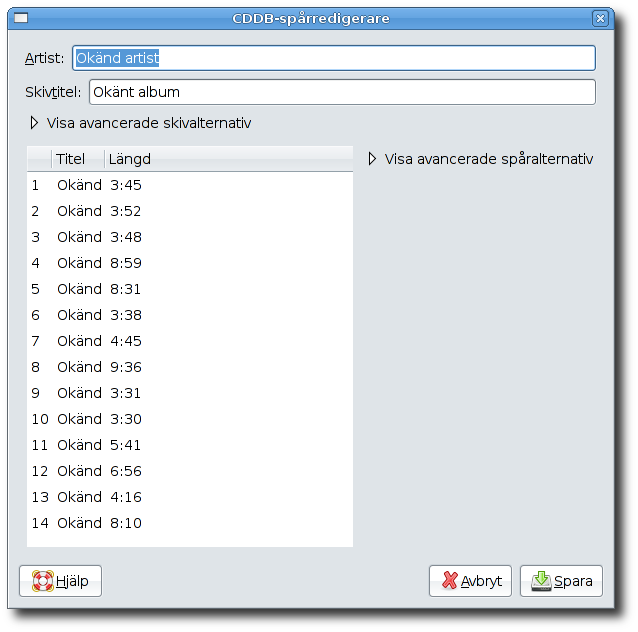 CDDB-spårredigerare
Artist: Okänd artist
Skivtitel: Okänt album
Visa avancerade skivalternativ
Titel Längd
Visa avancerade spåralternativ
1 Okänd 3:45
2 Okänd 3:52
3 Okänd 3:48
4 Okänd 8:59
5 Okänd 8:31
6 Okänd 3:38
7 Okänd 4:45
8 Okänd 9:36
9 Okänd 3:31
10 Okänd 3:30
11 Okänd 5:41
12 Okänd 6:56
13 Okänd 4:16
14 Okänd 8:10
Hjälp Avbryt Spara